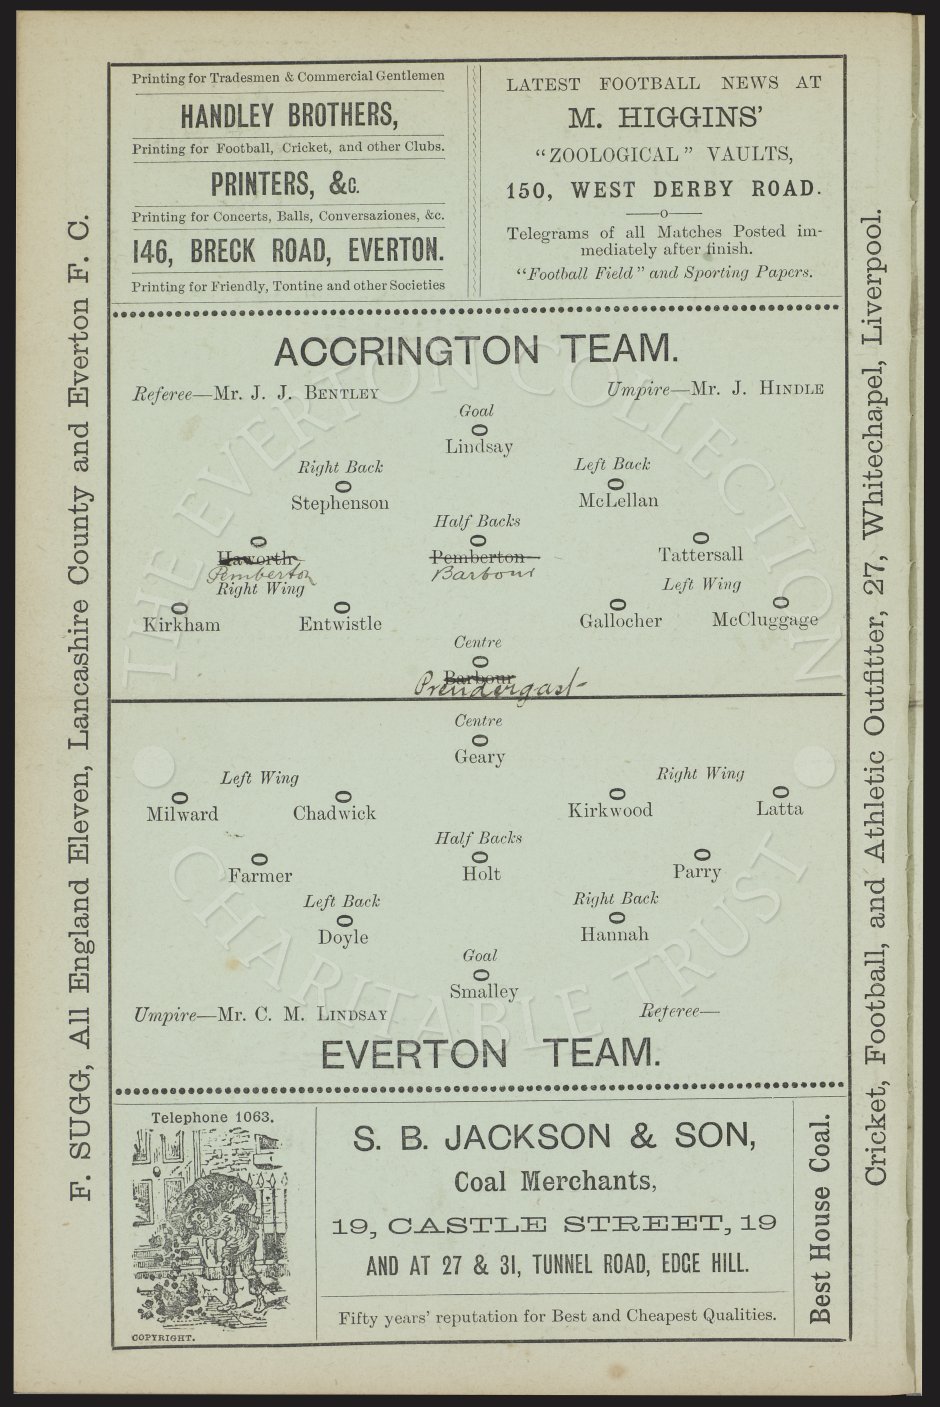 Printing for Tradesmen & Commercial Gentlemen
HANDLEY BROTHERS,
Printing for Football, Cricket, and other Clubs.
PRINTERS, &C.
Printing for Concerts, Balls, Conversaziones, &c.
146, BRECK ROAD, EVERTON.
Printing for Friendly, Tontine and other Societies
LATEST FOOTBALL NEWS AT
M. HIGGINS'
"ZOOLOGICAL" VAULTS,
150, WEST DERBY ROAD.
—o—
Telegrams of all Matches Posted im-
mediately after finish.
"Football Field" and Sporting Papers.
F. SUGG, All England Eleven, Lancashire County and Everton F. C.
ACCRINGTON TEAM.
Referee—Mr. J. J. BENTLEY Umpire—Mr. J. HINDLE
Goal
O
Lindsay
Right Back Left Back
O O
Stephenson McLellan
Half Backs
O O O
Haworth Pemberton Tattersall
Pemberton Barbour
Right Wing Left Wing
O O O O
Kirkham Entwistle Gallocher McCluggage
Centre
O
Barbour
Prendergast
Centre
O
Geary
Left Wing Right Wing
O O O O
Milward Chadwick Kirkwood Latta
Half Backs
O O O
Farmer Holt Parry
Left Back Right Back
O O
Doyle Hannah
Goal
O
Smalley
Umpire—Mr. C. M. LINDSAY Referee—
EVERTON TEAM.
Cricket, Football, and Athletic Outfitter, 27, Whitechapel, Liverpool.
THE EVERTON COLLECTION
CHARITABLE TRUST
Telephone 1063.
JACKSON
COPYRIGHT.
S. B. JACKSON & SON,
Coal Merchants,
19, CASTLE STREET, 19
AND AT 27 & 31, TUNNEL ROAD, EDGE HILL.
Fifty years' reputation for Best and Cheapest Qualities.
Best House Coal.